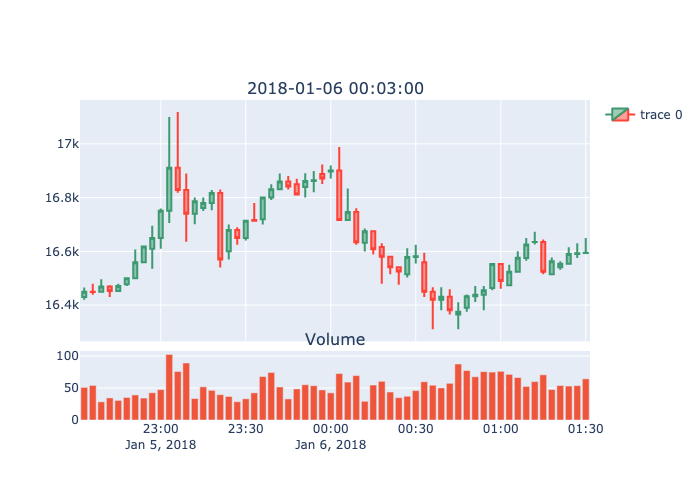 2018-01-06 00:03:00
trace 0
17k
16.8k
16.6k
16.4k
Volume
100
50
0
23:00 23:30 00:00 00:30 01:00 01:30
Jan 5, 2018 Jan 6, 2018